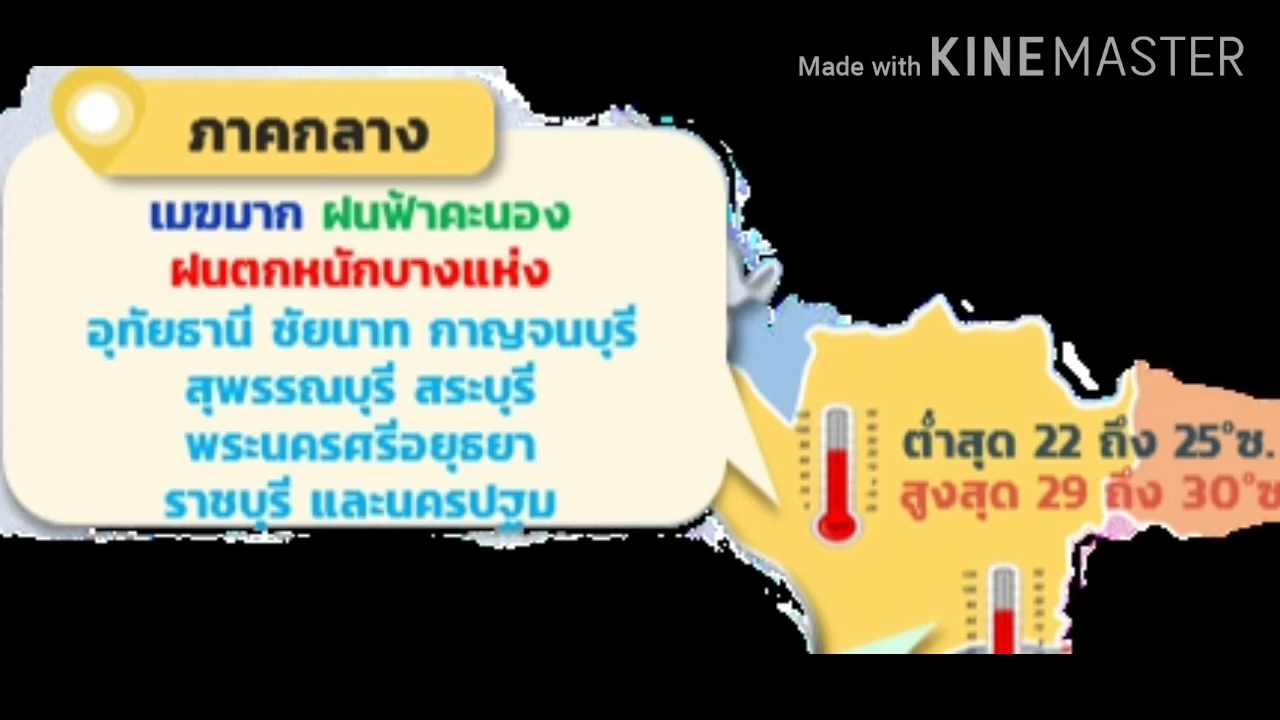 Made with KINEMASTER
ภาคกลาง
เมฆมาก ฝนฟ้าคะนอง
ฝนตกหนักบางแห่ง
อุทัยธานี ชัยนาท กาญจนบุรี
สุพรรณบุรี สระบุรี
พระนครศรีอยุธยา
ราชบุรี และนครปฐม
ต่ำสุด 22 ถึง 25°ซ.
สูงสุด 29 ถึง 30°ซ